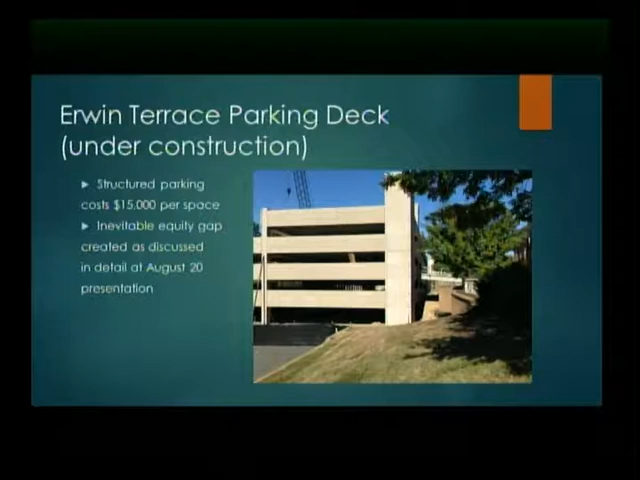 Erwin Terrace Parking Deck
(under construction)
Structured parking
costs $15,000 per space
Inevitable equity gap
created as discussed
in detail at August 20
presentation